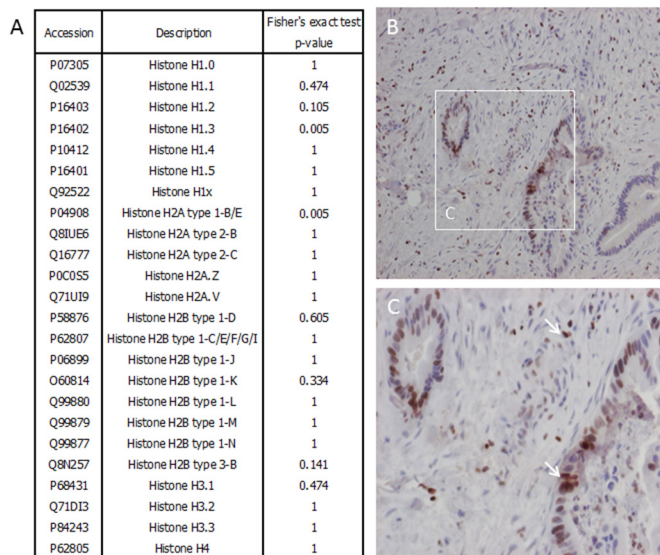 A
Accession Description Fisher's exact test p-value
P07305 Histone H1.0 1
Q02539 Histone H1.1 0.474
P16403 Histone H1.2 0.105
P16402 Histone H1.3 0.005
P10412 Histone H1.4 1
P16401 Histone H1.5 1
Q92522 Histone H1x 1
P04908 Histone H2A type 1-B/E 0.005
Q8IUE6 Histone H2A type 2-B 1
Q16777 Histone H2A type 2-C 1
P0C0S5 Histone H2A.Z 1
Q71UI9 Histone H2A.V 1
P58876 Histone H2B type 1-D 0.605
P62807 Histone H2B type 1-C/E/F/G/I 1
P06899 Histone H2B type 1-J 1
O60814 Histone H2B type 1-K 0.334
Q99880 Histone H2B type 1-L 1
Q99879 Histone H2B type 1-M 1
Q99877 Histone H2B type 1-N 1
Q8N257 Histone H2B type 3-B 0.141
P68431 Histone H3.1 0.474
Q71DI3 Histone H3.2 1
P84243 Histone H3.3 1
P62805 Histone H4 1
B
C
C